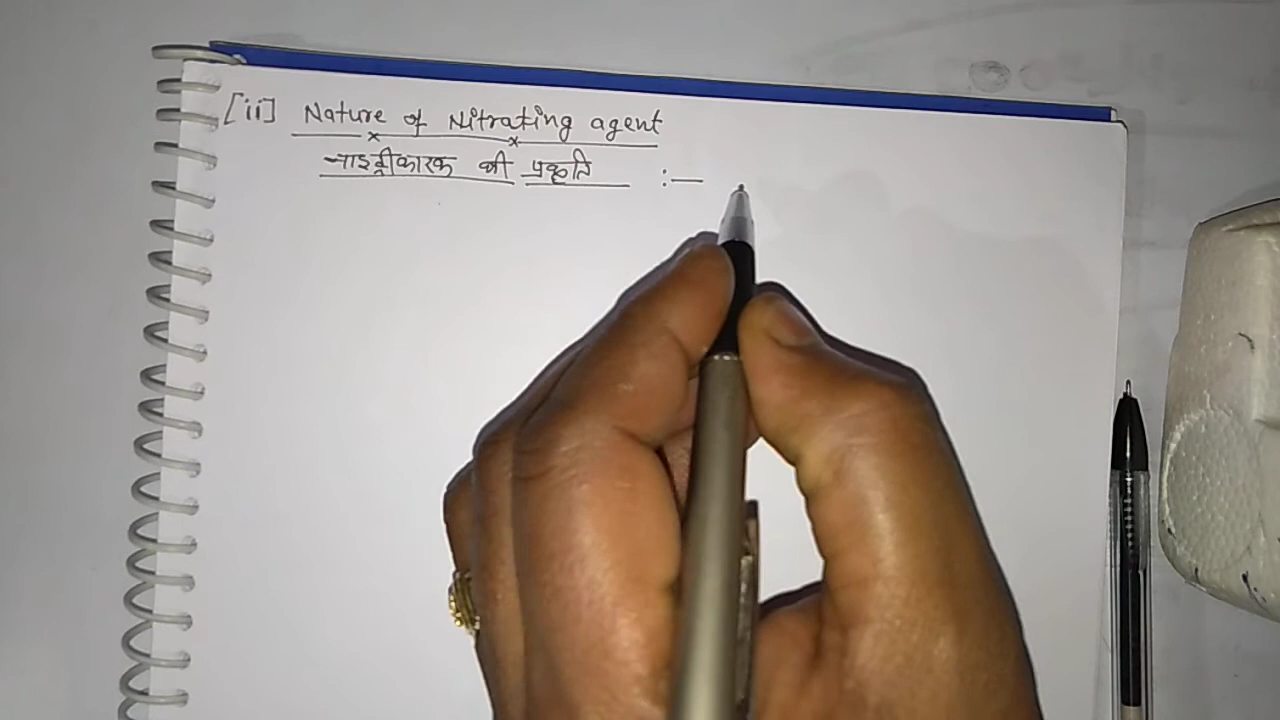 [ii] Nature of Nitrating agent
नाइट्रीकारक की प्रकृति :—